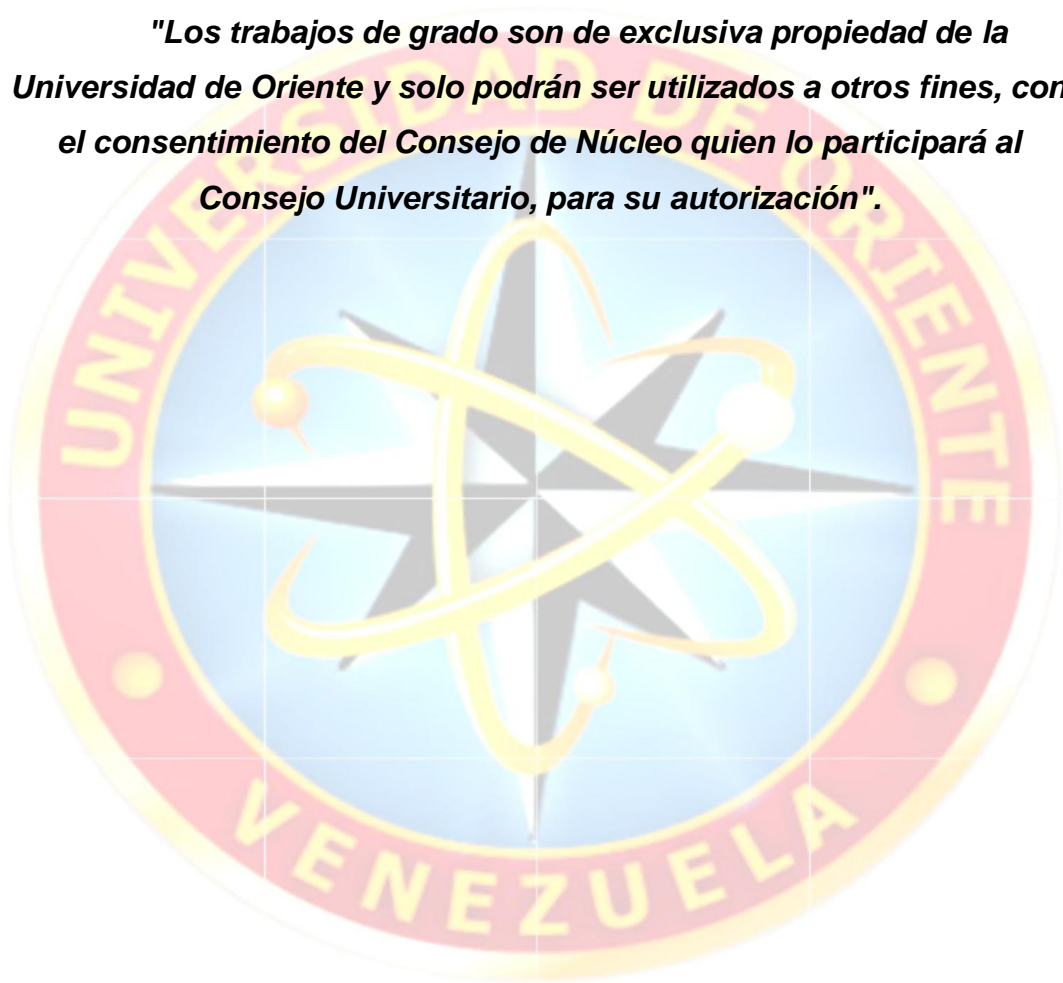 "Los trabajos de grado son de exclusiva propiedad de la
Universidad de Oriente y solo podrán ser utilizados a otros fines, con
el consentimiento del Consejo de Núcleo quien lo participará al
Consejo Universitario, para su autorización".
UNIVERSIDAD DE ORIENTE
VENEZUELA